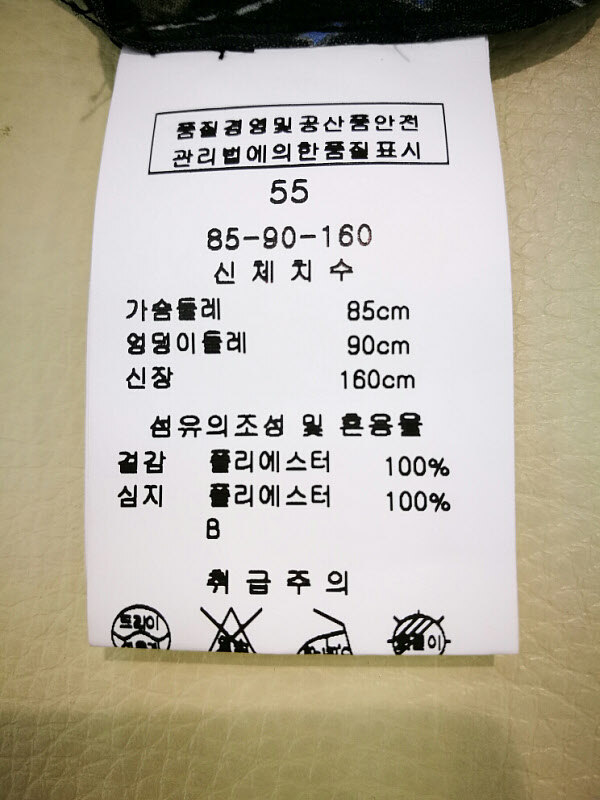 품질경영및공산품안전
관리법에의한품질표시
55
85-90-160
신체치수
가슴둘레 85cm
엉덩이둘레 90cm
신장 160cm
섬유의조성 및 혼용율
겉감 폴리에스터 100%
심지 폴리에스터 100%
B
취급주의
드라이